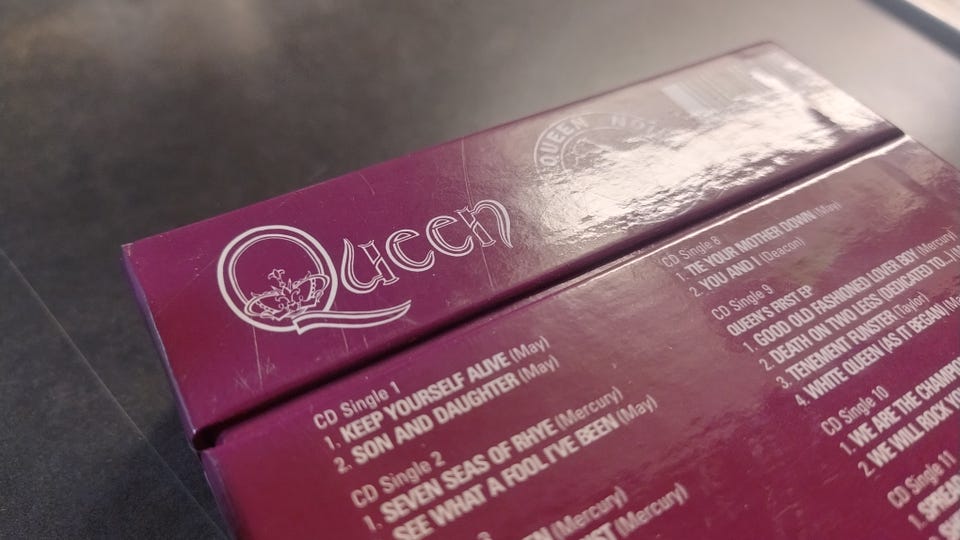 Queen
QUEEN
CD Single 1
1. KEEP YOURSELF ALIVE (May)
2. SON AND DAUGHTER (May)
CD Single 2
1. SEVEN SEAS OF RHYE (Mercury)
SEE WHAT A FOOL I'VE BEEN (May)
(Mercury)
(Mercury)
CD Single 8
1. TIE YOUR MOTHER DOWN (May)
2. YOU AND I (Deacon)
CD Single 9
QUEEN'S FIRST EP
1. GOOD OLD FASHIONED LOVER BOY (Mercury)
2. DEATH ON TWO LEGS (DEDICATED TO...)
3. TENEMENT FUNSTER (Taylor)
4. WHITE QUEEN (AS IT BEGAN)
CD Single 10
1. WE ARE THE
2. WE WILL ROCK
CD Single 11
1.